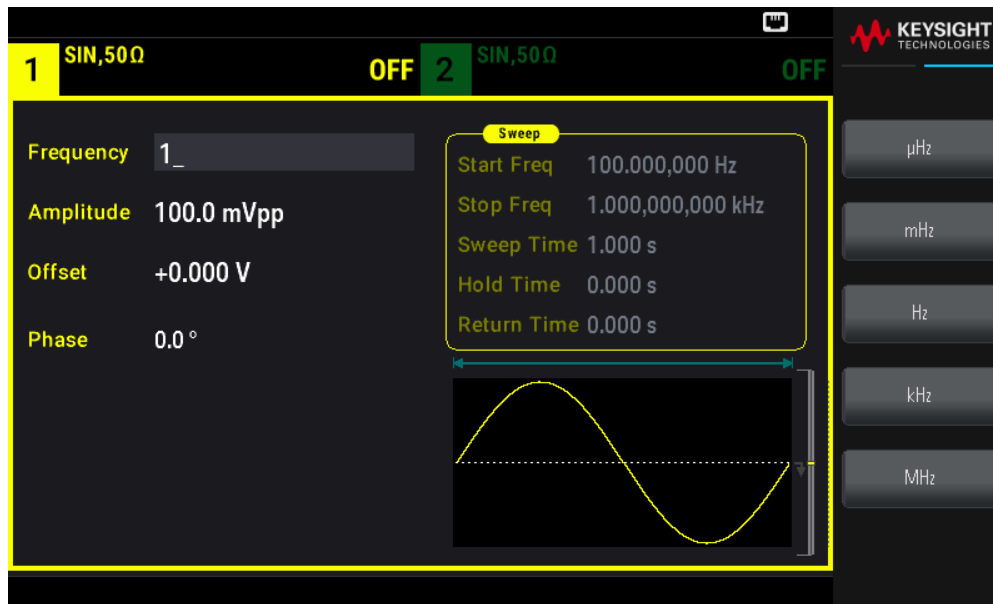 KEYSIGHT
TECHNOLOGIES
1 SIN,50Ω OFF
2 SIN,50Ω OFF
Frequency 1_
Amplitude 100.0 mVpp
Offset +0.000 V
Phase 0.0 °
Sweep
Start Freq 100.000,000 Hz
Stop Freq 1.000,000,000 kHz
Sweep Time 1.000 s
Hold Time 0.000 s
Return Time 0.000 s
µHz
mHz
Hz
kHz
MHz